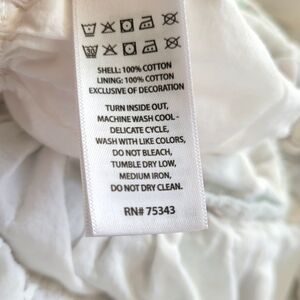 SHELL: 100% COTTON
LINING: 100% COTTON
EXCLUSIVE OF DECORATION
TURN INSIDE OUT,
MACHINE WASH COOL -
DELICATE CYCLE,
WASH WITH LIKE COLORS,
DO NOT BLEACH,
TUMBLE DRY LOW,
MEDIUM IRON,
DO NOT DRY CLEAN.
RN# 75343